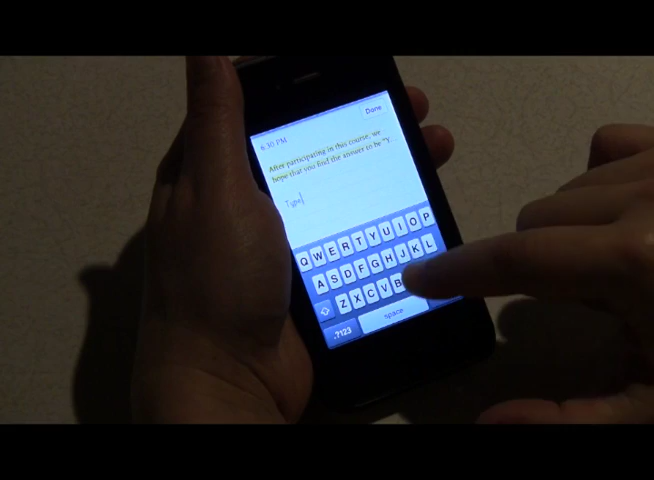 Done
6:30 PM
After participating in this course, we
hope that you find the answer to be "Y
Type
Q W E R T Y U I O P
A S D F G H J K L
Z X C V B
.?123
space